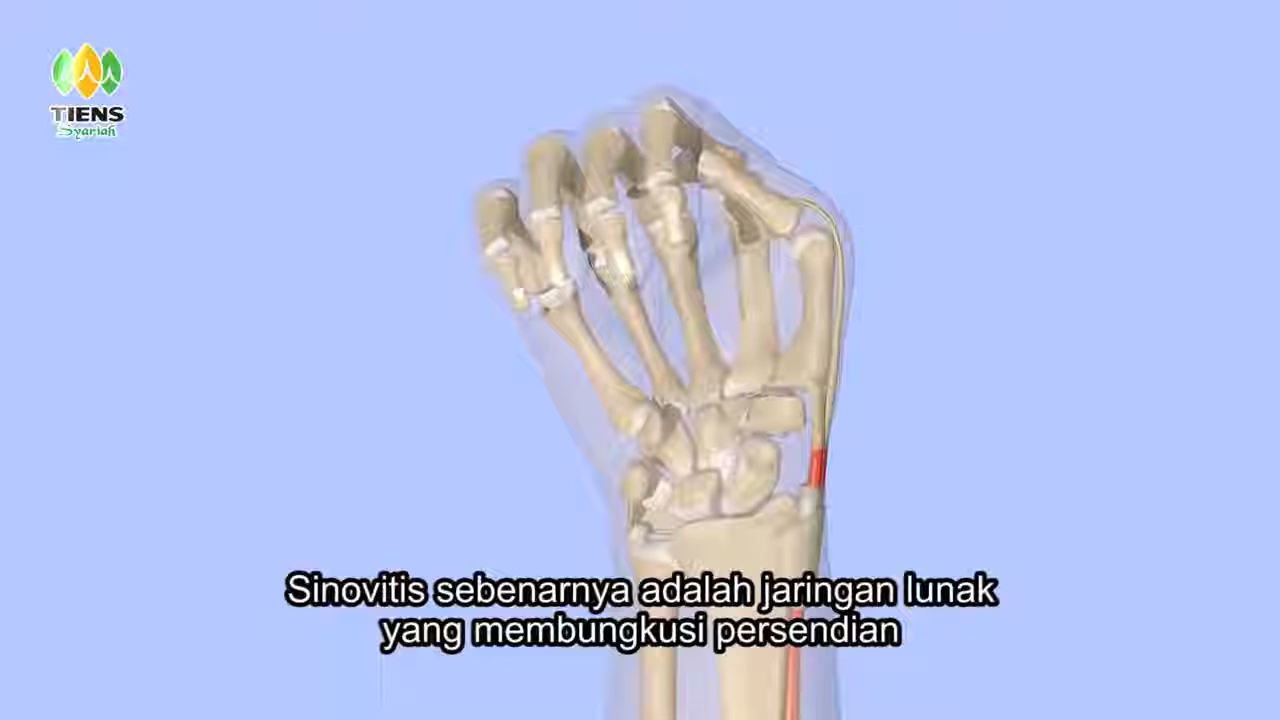 TIENS
Syariah
Sinovitis sebenarnya adalah jaringan lunak
yang membungkusi persendian